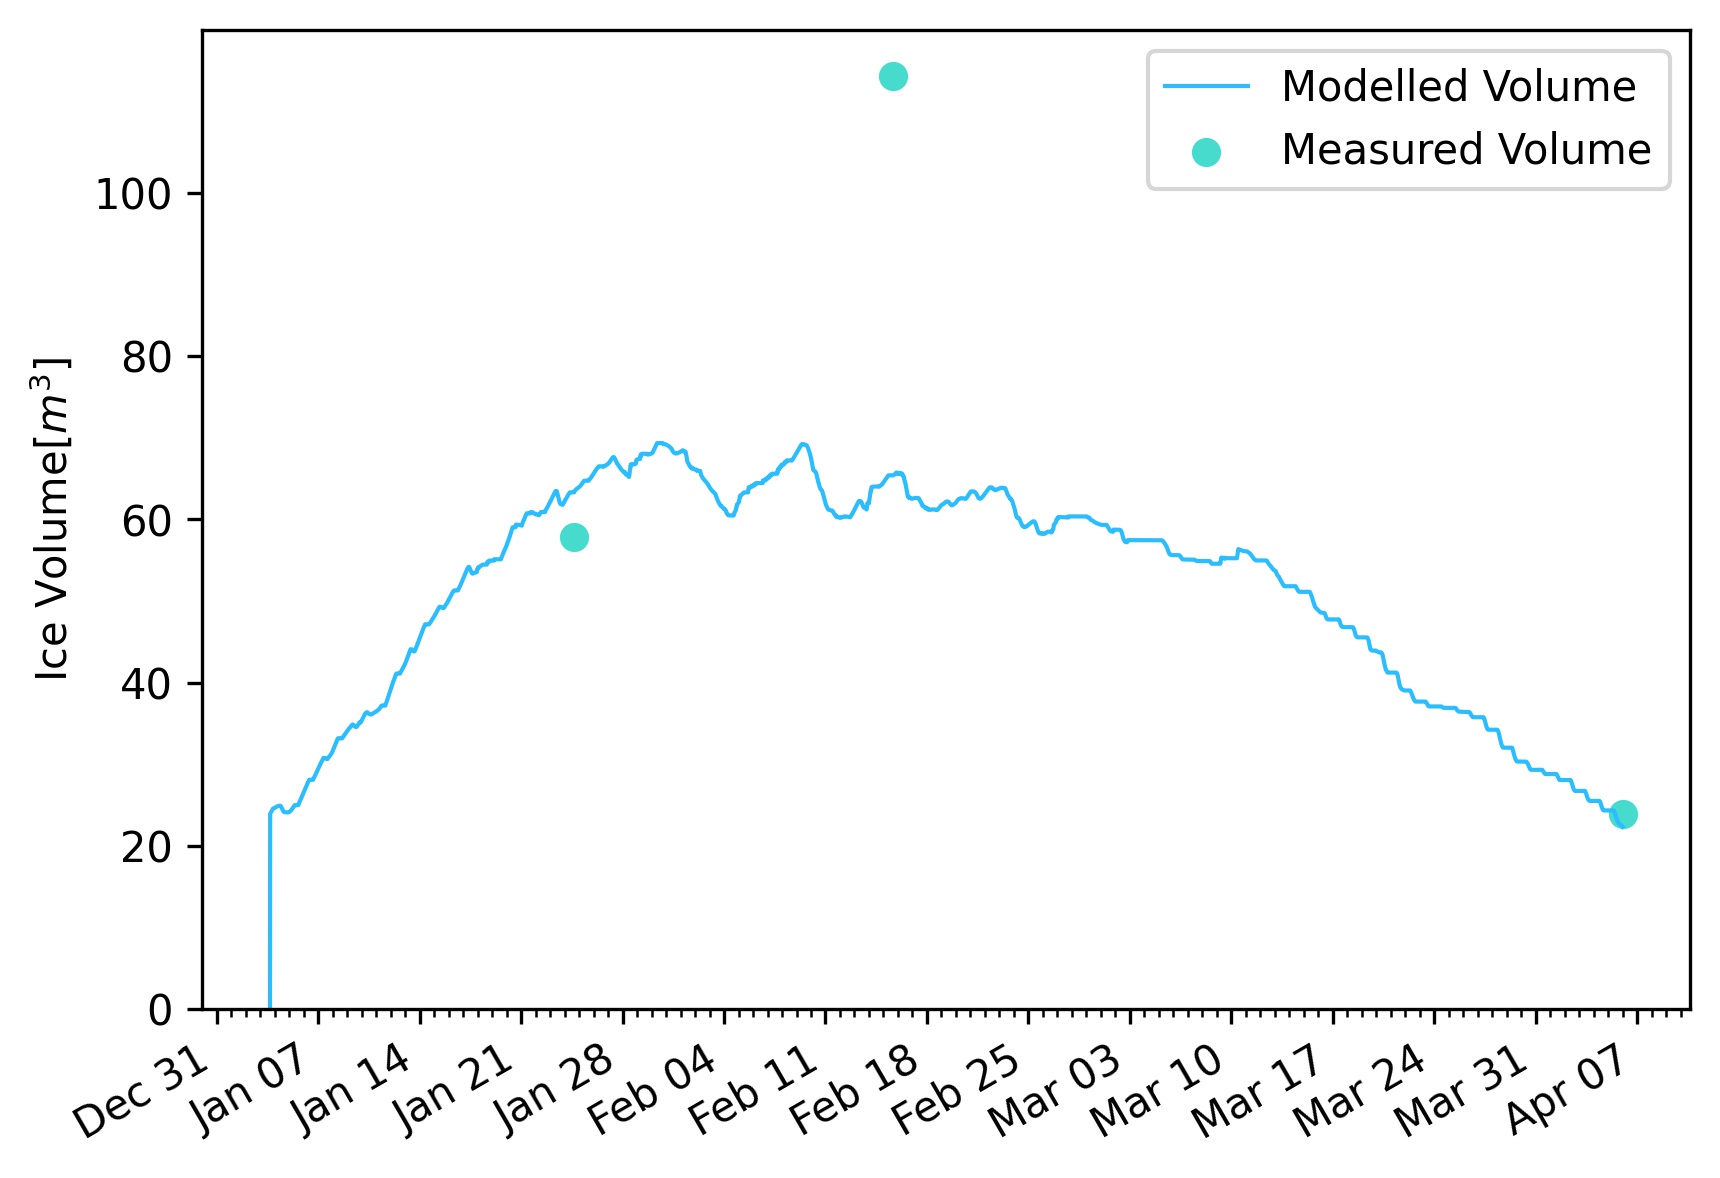 Modelled Volume
Measured Volume
Ice Volume[m³]
100
80
60
40
20
0
Dec 31
Jan 07
Jan 14
Jan 21
Jan 28
Feb 04
Feb 11
Feb 18
Feb 25
Mar 03
Mar 10
Mar 17
Mar 24
Mar 31
Apr 07